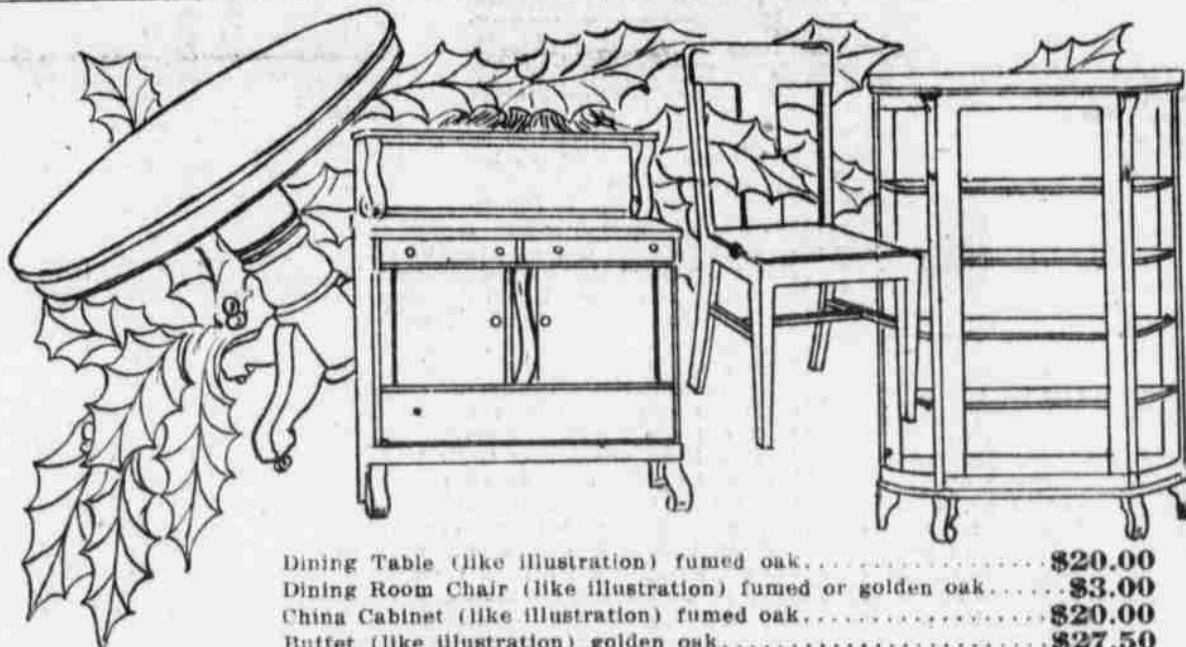 Dining Table (like illustration) fumed oak.................. $20.00
Dining Room Chair (like illustration) fumed or golden oak...... $3.00
China Cabinet (like illustration) fumed oak.................. $20.00
Buffet (like illustration) golden oak........................ $27.50